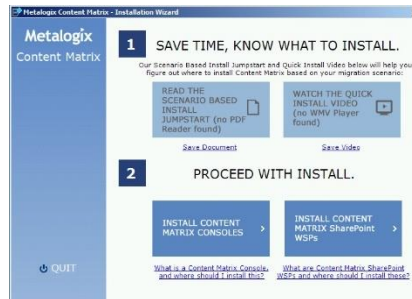 Metalogix Content Matrix - Installation Wizard
Metalogix
Content Matrix
1
SAVE TIME, KNOW WHAT TO INSTALL.
Our Scenario Based Install Jumpstart and Quick Install Video below will help you
figure out where to install Content Matrix based on your migration scenario:
READ THE
SCENARIO BASED
INSTALL
JUMPSTART (no PDF
Reader found)
WATCH THE QUICK
INSTALL VIDEO
(no WMV Player
found)
Save Document
Save Video
2
PROCEED WITH INSTALL.
INSTALL CONTENT
MATRIX CONSOLES
INSTALL CONTENT
MATRIX SharePoint
WSPs
What is a Content Matrix Console,
and where should I install this?
What are Content Matrix SharePoint
WSPs and where should I install these?
QUIT